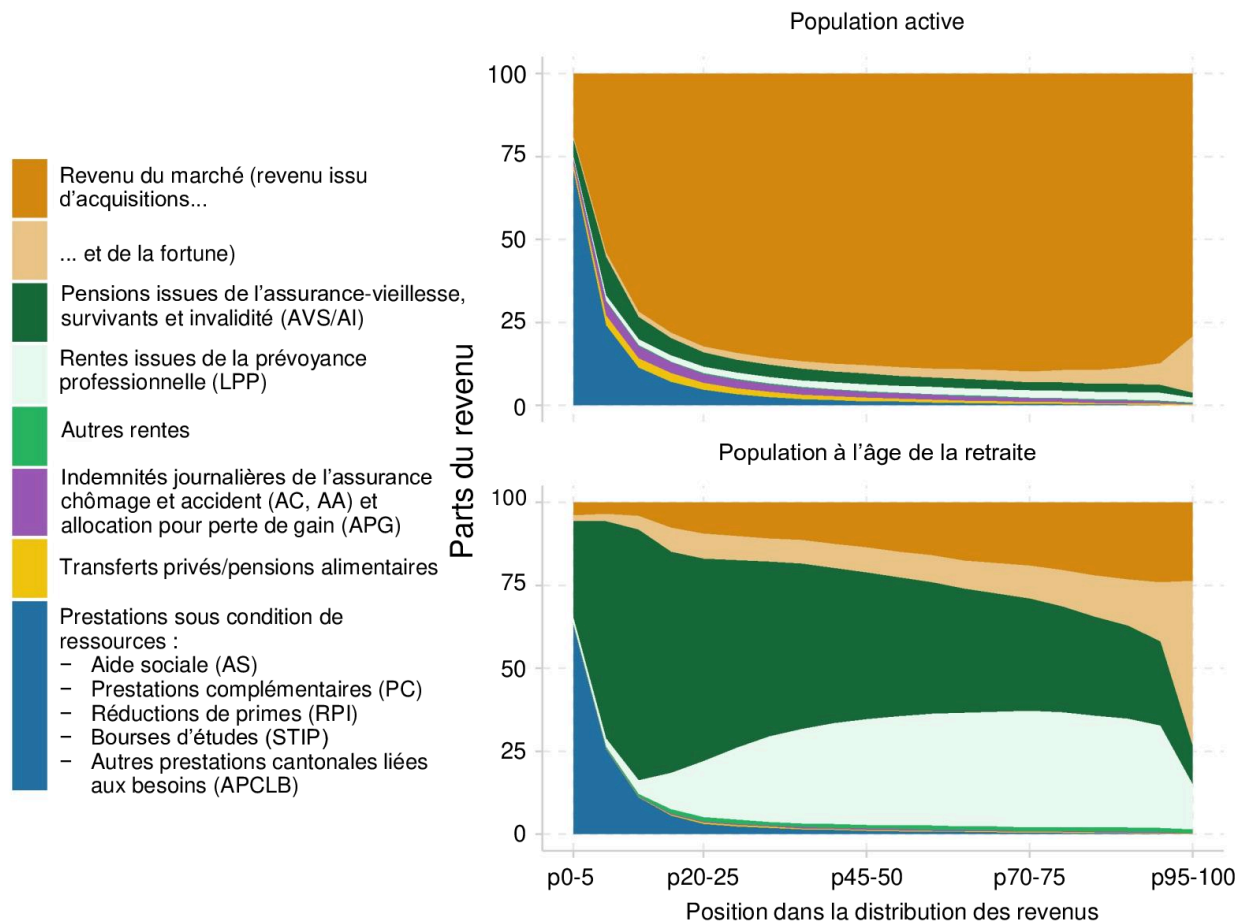 Population active
100
75
50
25
0
Revenu du marché (revenu issu
d’acquisitions...
... et de la fortune)
Pensions issues de l’assurance-vieillesse,
survivants et invalidité (AVS/AI)
Rentes issues de la prévoyance
professionnelle (LPP)
Autres rentes
Indemnités journalières de l’assurance
chômage et accident (AC, AA) et
allocation pour perte de gain (APG)
Transferts privés/pensions alimentaires
Prestations sous condition de
ressources :
– Aide sociale (AS)
– Prestations complémentaires (PC)
– Réductions de primes (RPI)
– Bourses d’études (STIP)
– Autres prestations cantonales liées
aux besoins (APCLB)
Parts du revenu
Population à l’âge de la retraite
100
75
50
25
0
p0-5 p20-25 p45-50 p70-75 p95-100
Position dans la distribution des revenus